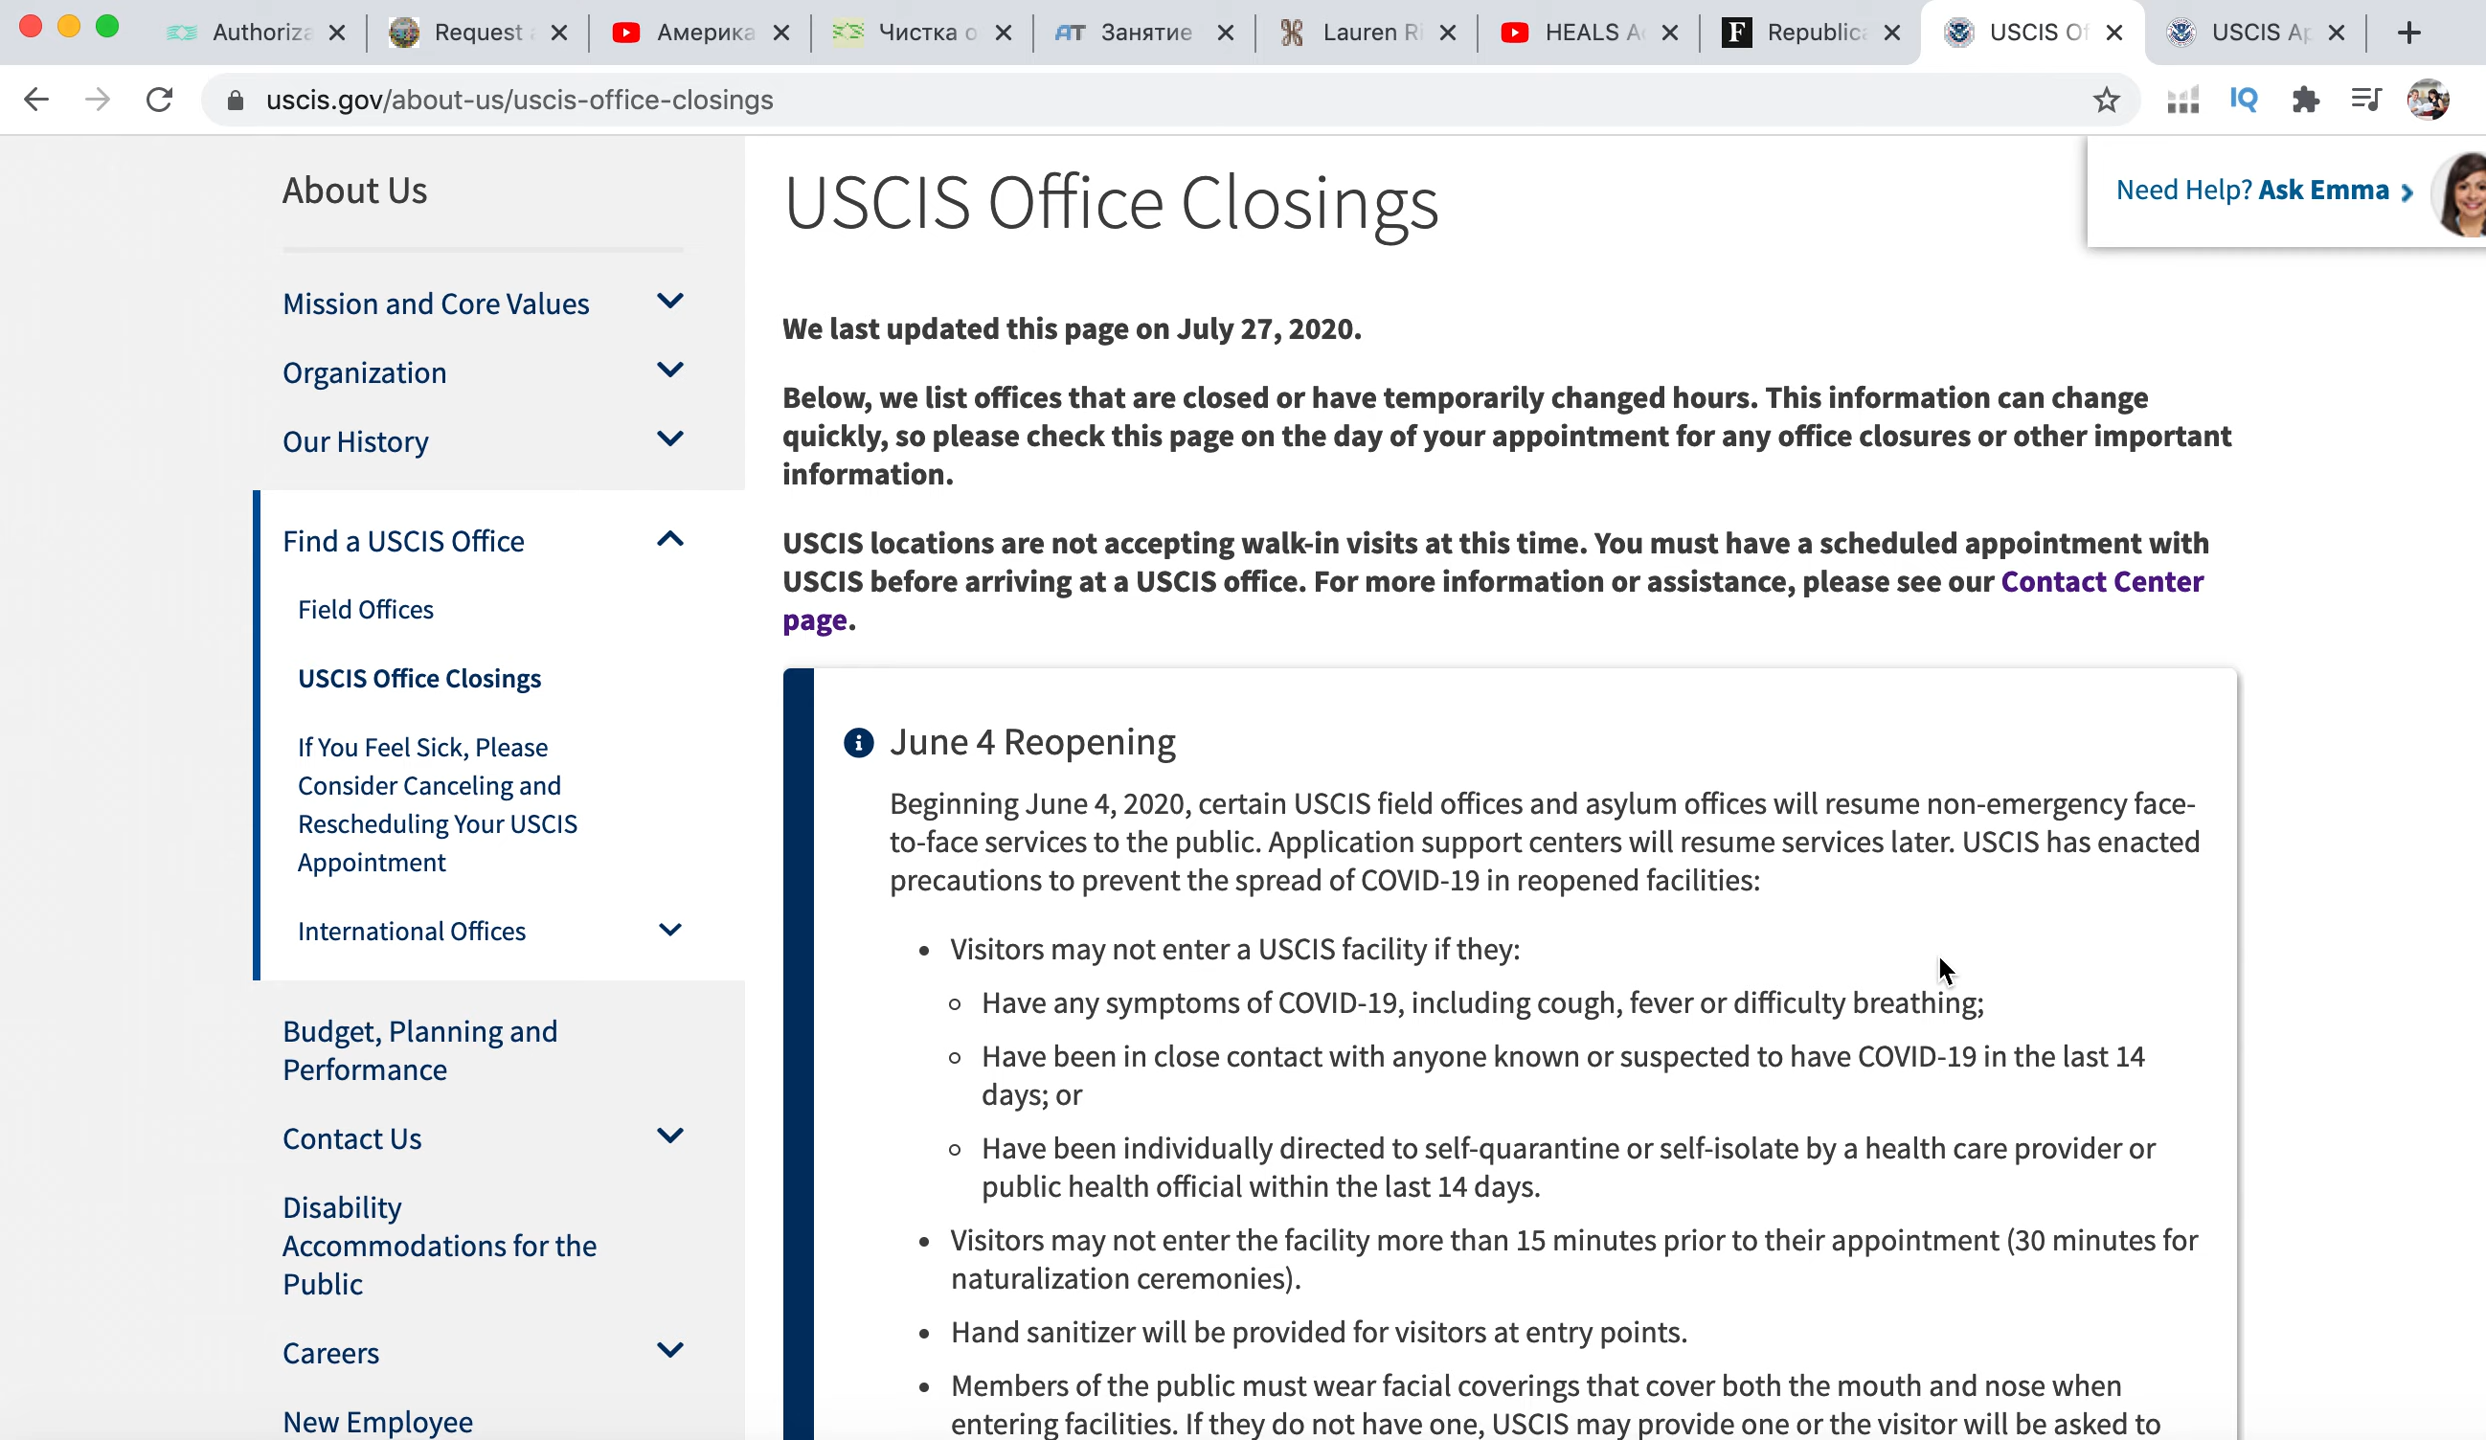 Authoriza
Request a
Америка
Чистка о
АТ Занятие
Lauren Ri
HEALS A
F Republica
USCIS Of
USCIS Ap
uscis.gov/about-us/uscis-office-closings
IQ
About Us
Mission and Core Values
Organization
Our History
Find a USCIS Office
Field Offices
USCIS Office Closings
If You Feel Sick, Please
Consider Canceling and
Rescheduling Your USCIS
Appointment
International Offices
Budget, Planning and
Performance
Contact Us
Disability
Accommodations for the
Public
Careers
New Employee
USCIS Office Closings
Need Help? Ask Emma
We last updated this page on July 27, 2020.
Below, we list offices that are closed or have temporarily changed hours. This information can change
quickly, so please check this page on the day of your appointment for any office closures or other important
information.
USCIS locations are not accepting walk-in visits at this time. You must have a scheduled appointment with
USCIS before arriving at a USCIS office. For more information or assistance, please see our Contact Center
page.
June 4 Reopening
Beginning June 4, 2020, certain USCIS field offices and asylum offices will resume non-emergency face-
to-face services to the public. Application support centers will resume services later. USCIS has enacted
precautions to prevent the spread of COVID-19 in reopened facilities:
• Visitors may not enter a USCIS facility if they:
◦ Have any symptoms of COVID-19, including cough, fever or difficulty breathing;
◦ Have been in close contact with anyone known or suspected to have COVID-19 in the last 14
days; or
◦ Have been individually directed to self-quarantine or self-isolate by a health care provider or
public health official within the last 14 days.
• Visitors may not enter the facility more than 15 minutes prior to their appointment (30 minutes for
naturalization ceremonies).
• Hand sanitizer will be provided for visitors at entry points.
• Members of the public must wear facial coverings that cover both the mouth and nose when
entering facilities. If they do not have one, USCIS may provide one or the visitor will be asked to